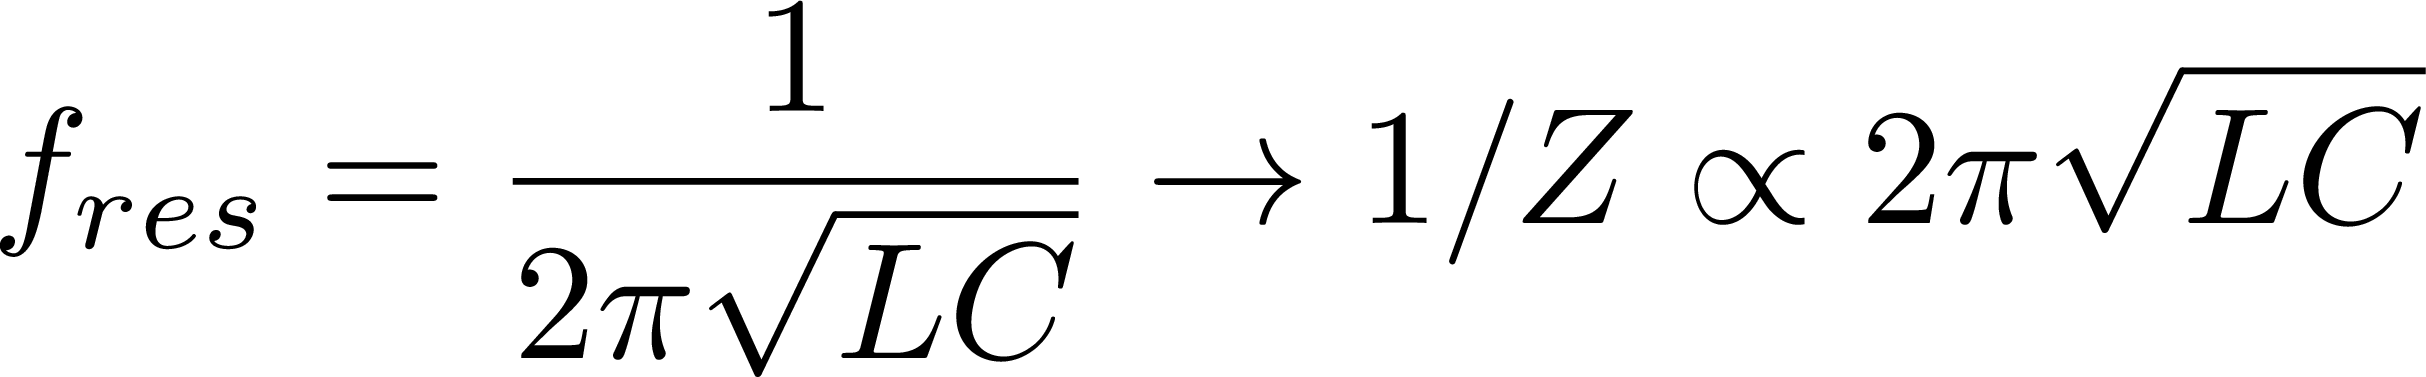 f_{res} = \frac{1}{2\pi\sqrt{LC}} \rightarrow 1/Z \propto 2\pi\sqrt{LC}